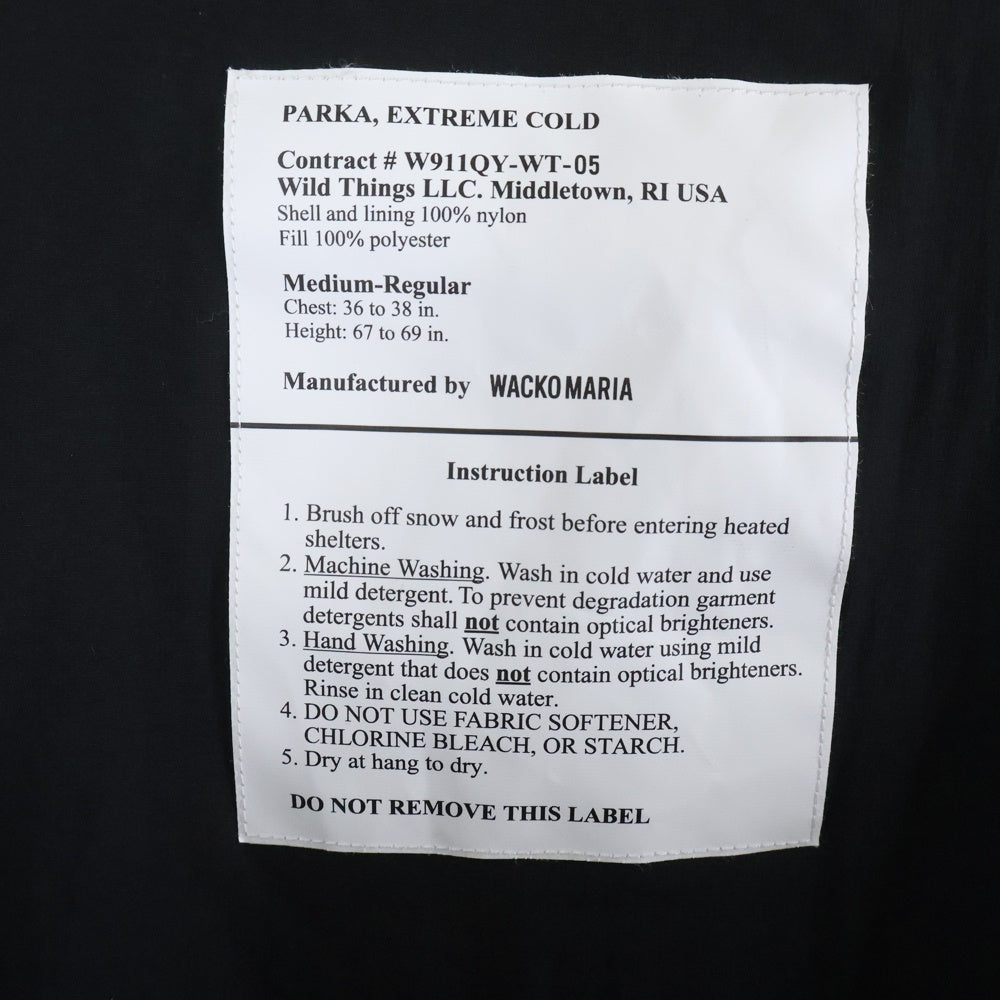 PARKA, EXTREME COLD
Contract # W911QY-WT-05
Wild Things LLC. Middletown, RI USA
Shell and lining 100% nylon
Fill 100% polyester
Medium-Regular
Chest: 36 to 38 in.
Height: 67 to 69 in.
Manufactured by WACKO MARIA
Instruction Label
1. Brush off snow and frost before entering heated
shelters.
2. Machine Washing. Wash in cold water and use
mild detergent. To prevent degradation garment
detergents shall not contain optical brighteners.
3. Hand Washing. Wash in cold water using mild
detergent that does not contain optical brighteners.
Rinse in clean cold water.
4. DO NOT USE FABRIC SOFTENER,
CHLORINE BLEACH, OR STARCH.
5. Dry at hang to dry.
DO NOT REMOVE THIS LABEL